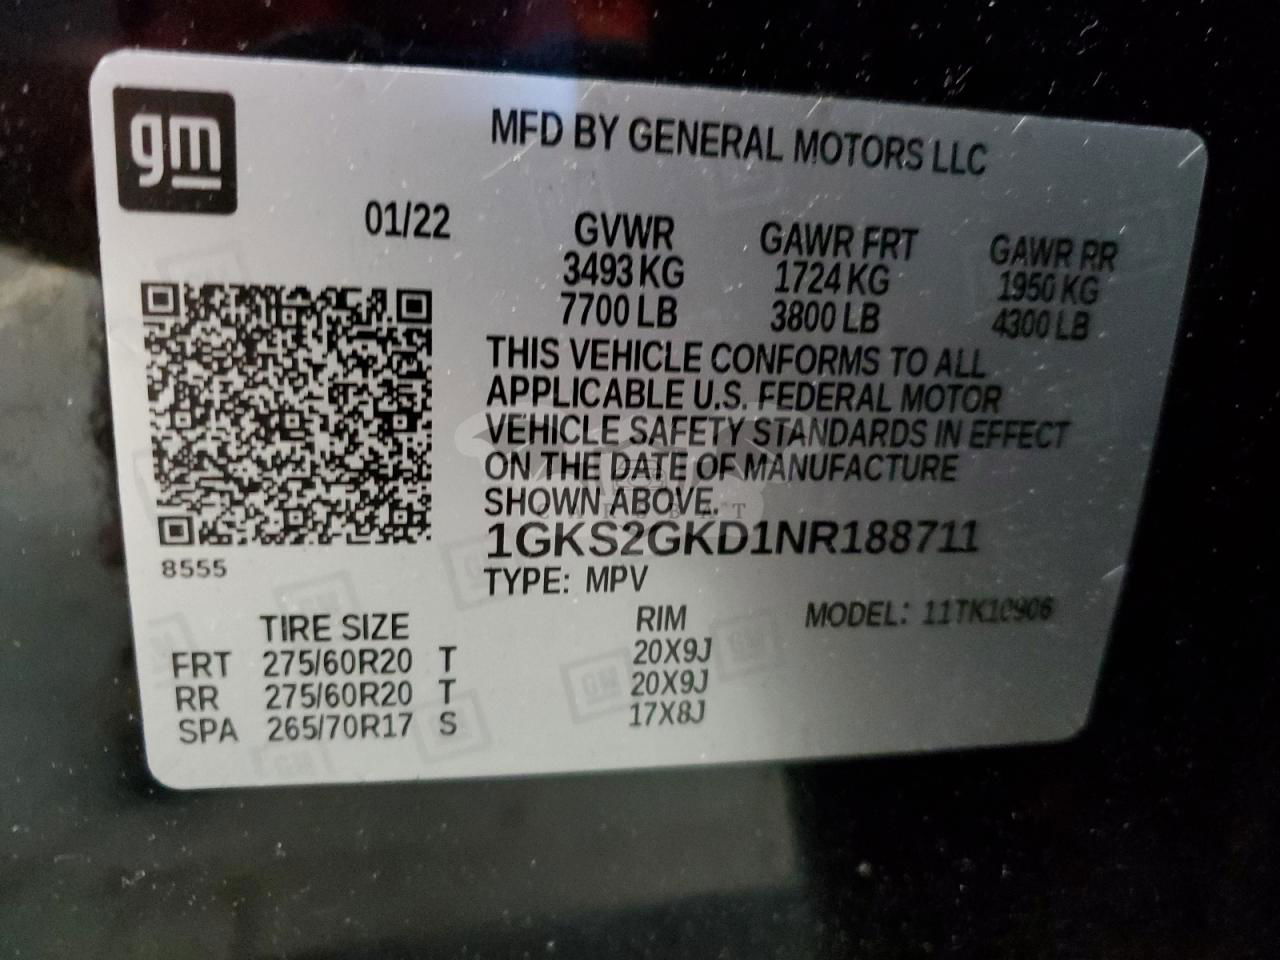 gm
MFD BY GENERAL MOTORS LLC
01/22 GVWR GAWR FRT GAWR RR
3493 KG 1724 KG 1950 KG
7700 LB 3800 LB 4300 LB
THIS VEHICLE CONFORMS TO ALL
APPLICABLE U.S. FEDERAL MOTOR
VEHICLE SAFETY STANDARDS IN EFFECT
ON THE DATE OF MANUFACTURE
SHOWN ABOVE.
1GKS2GKD1NR188711
8555
TYPE: MPV
MODEL: 11TK10906
TIRE SIZE RIM
FRT 275/60R20 T 20X9J
RR 275/60R20 T 20X9J
SPA 265/70R17 S 17X8J